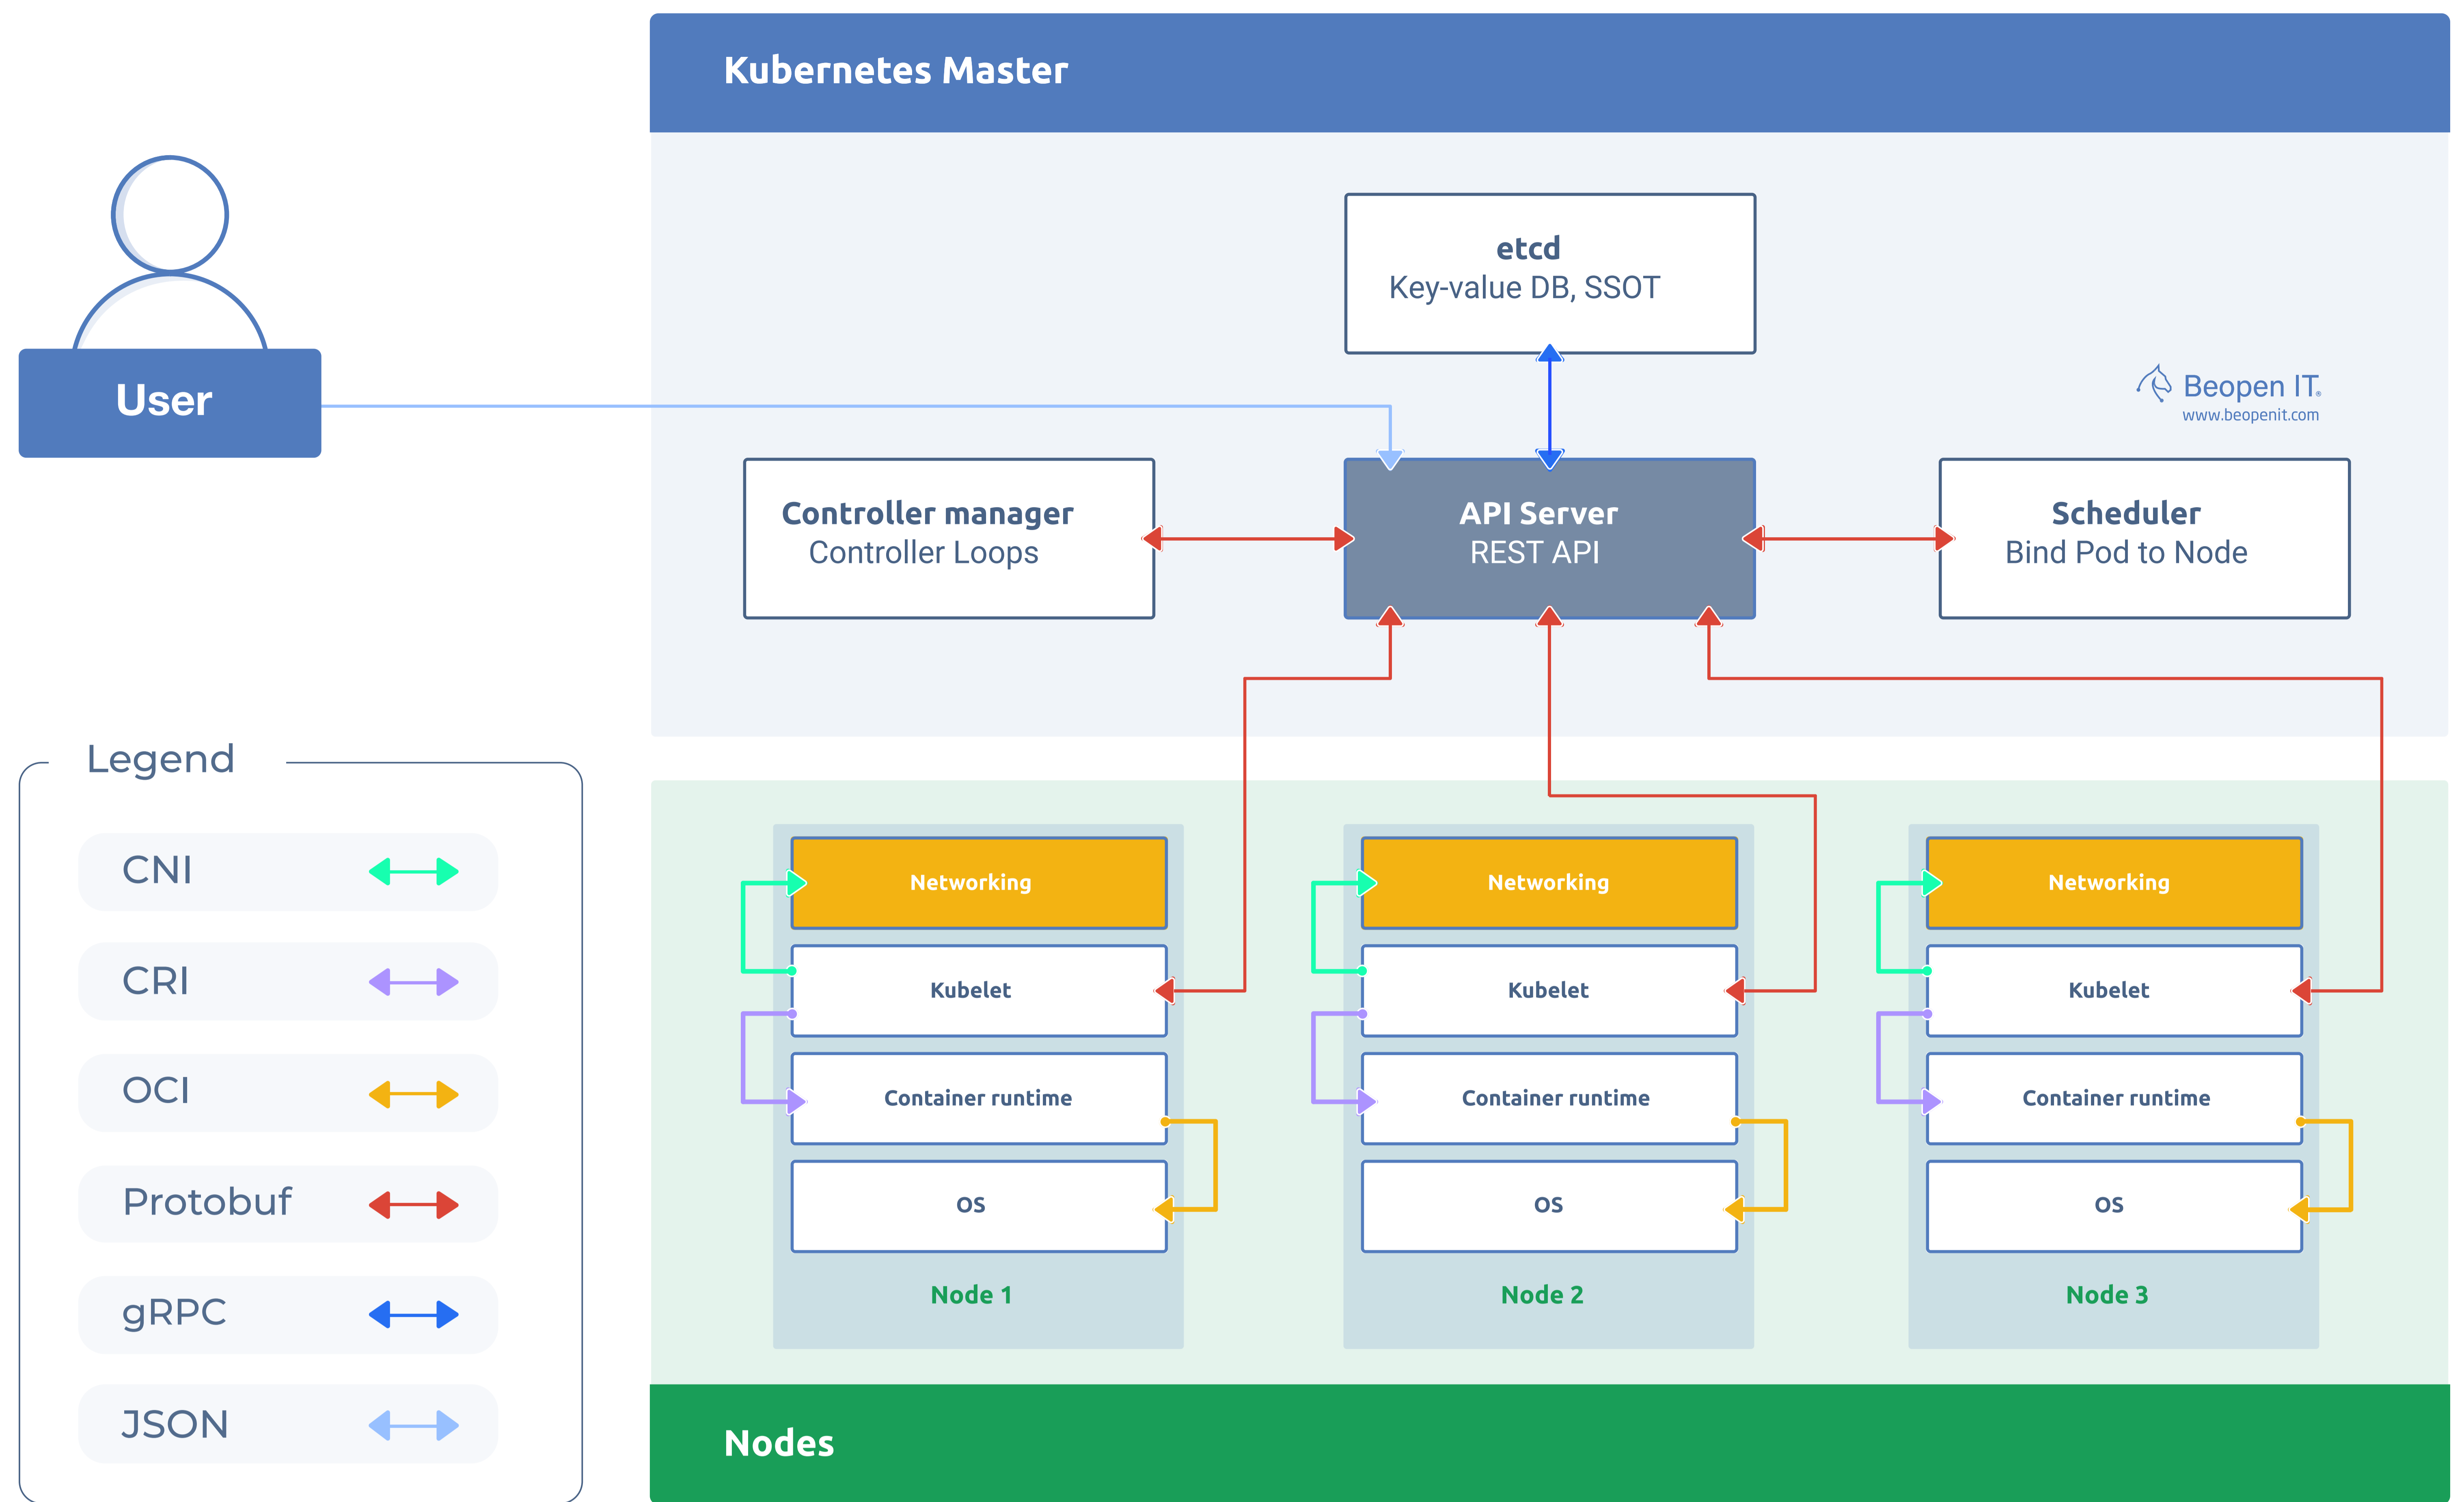 Kubernetes Master
User
etcd
Key-value DB, SSOT
Beopen IT®
www.beopenit.com
Controller manager
Controller Loops
API Server
REST API
Scheduler
Bind Pod to Node
Legend
CNI
CRI
OCI
Protobuf
gRPC
JSON
Networking
Kubelet
Container runtime
OS
Node 1
Networking
Kubelet
Container runtime
OS
Node 2
Networking
Kubelet
Container runtime
OS
Node 3
Nodes